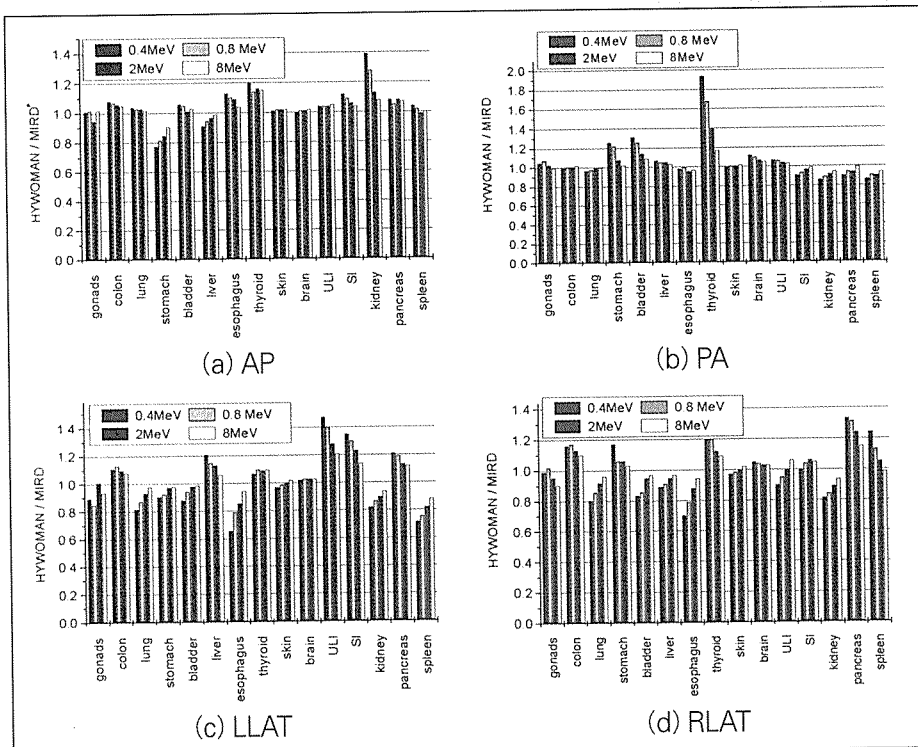 0.4MeV 0.8 MeV
2MeV 8MeV
HYWOMAN / MIRD*
1.4
1.2
1.0
0.8
0.6
0.4
0.2
0.0
gonads
colon
lung
stomach
bladder
liver
esophagus
thyroid
skin
brain
ULI
SI
kidney
pancreas
spleen
(a) AP
0.4MeV 0.8 MeV
2MeV 8MeV
HYWOMAN / MIRD
2.0
1.8
1.6
1.4
1.2
1.0
0.8
0.6
0.4
0.2
0.0
gonads
colon
lung
stomach
bladder
liver
esophagus
thyroid
skin
brain
ULI
SI
kidney
pancreas
spleen
(b) PA
0.4MeV 0.8 MeV
2MeV 8MeV
HYWOMAN / MIRD
1.4
1.2
1.0
0.8
0.6
0.4
0.2
0.0
gonads
colon
lung
stomach
bladder
liver
esophagus
thyroid
skin
brain
ULI
SI
kidney
pancreas
spleen
(c) LLAT
0.4MeV 0.8 MeV
2MeV 8MeV
HYWOMAN / MIRD
1.4
1.2
1.0
0.8
0.6
0.4
0.2
0.0
gonads
colon
lung
stomach
bladder
liver
esophagus
thyroid
skin
brain
ULI
SI
kidney
pancreas
spleen
(d) RLAT